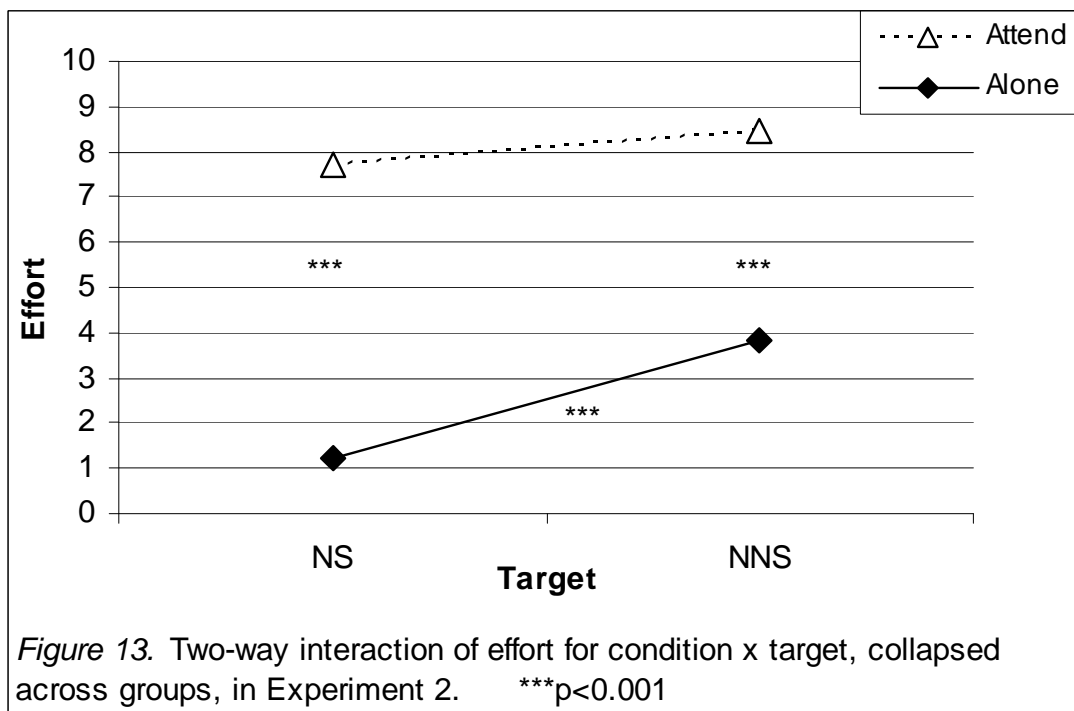 Attend
Alone
10
9
8
7
6
5
4
3
2
1
0
Effort
***
***
***
NS
NNS
Target
Figure 13. Two-way interaction of effort for condition x target, collapsed
across groups, in Experiment 2. ***p<0.001